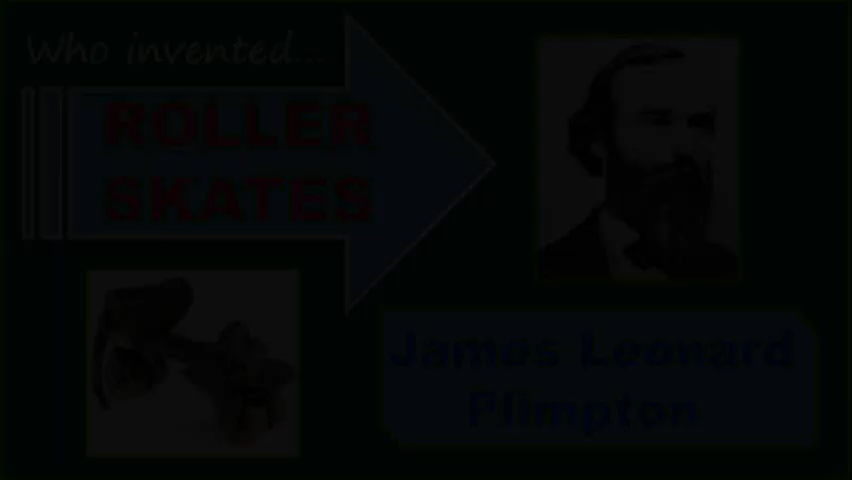 Who invented...
ROLLER
SKATES
James Leonard
Plimpton